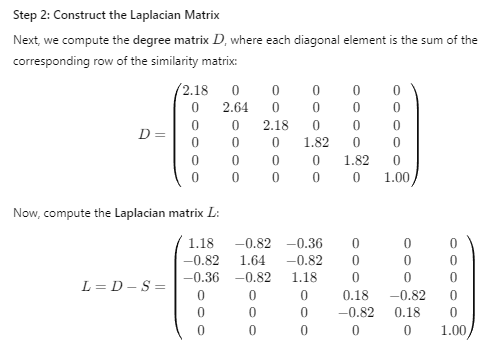 Step 2: Construct the Laplacian Matrix
Next, we compute the degree matrix D, where each diagonal element is the sum of the
corresponding row of the similarity matrix:
2.18 0 0 0 0 0
0 2.64 0 0 0 0
0 0 2.18 0 0 0
D =
0 0 0 1.82 0 0
0 0 0 0 1.82 0
0 0 0 0 0 1.00
Now, compute the Laplacian matrix L:
1.18 −0.82 −0.36 0 0 0
−0.82 1.64 −0.82 0 0 0
−0.36 −0.82 1.18 0 0 0
L = D − S =
0 0 0 0.18 −0.82 0
0 0 0 −0.82 0.18 0
0 0 0 0 0 1.00